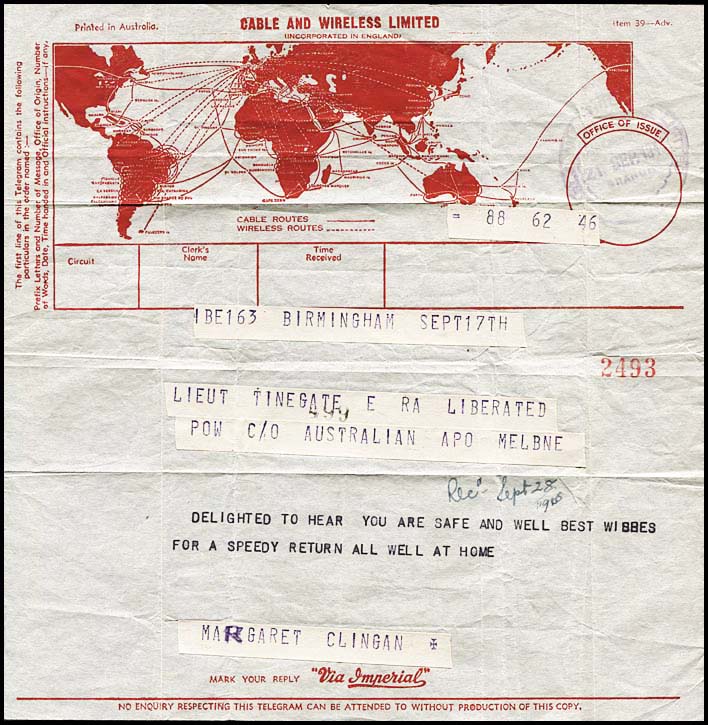 Printed in Australia.
CABLE AND WIRELESS LIMITED
(INCORPORATED IN ENGLAND)
Item 39—Adv.
The first line of this Telegram contains the following
particulars in the order named :—
Prefix Letters and Number of Message, Office of Origin, Number
of Words, Date, Time handed in and Official instructions—if any.
OFFICE OF ISSUE
21 SEP
CABLE ROUTES
WIRELESS ROUTES
= 88 62 46
Circuit
Clerk's
Name
Time
Received
IBE163 BIRMINGHAM SEPT17TH
2493
LIEUT TINEGATE E RA LIBERATED
499
POW C/O AUSTRALIAN APO MELBNE
Rec'd Sept 28
1945
DELIGHTED TO HEAR YOU ARE SAFE AND WELL BEST WIBBES
FOR A SPEEDY RETURN ALL WELL AT HOME
MARGARET CLINGAN
MARK YOUR REPLY "Via Imperial"
NO ENQUIRY RESPECTING THIS TELEGRAM CAN BE ATTENDED TO WITHOUT PRODUCTION OF THIS COPY.